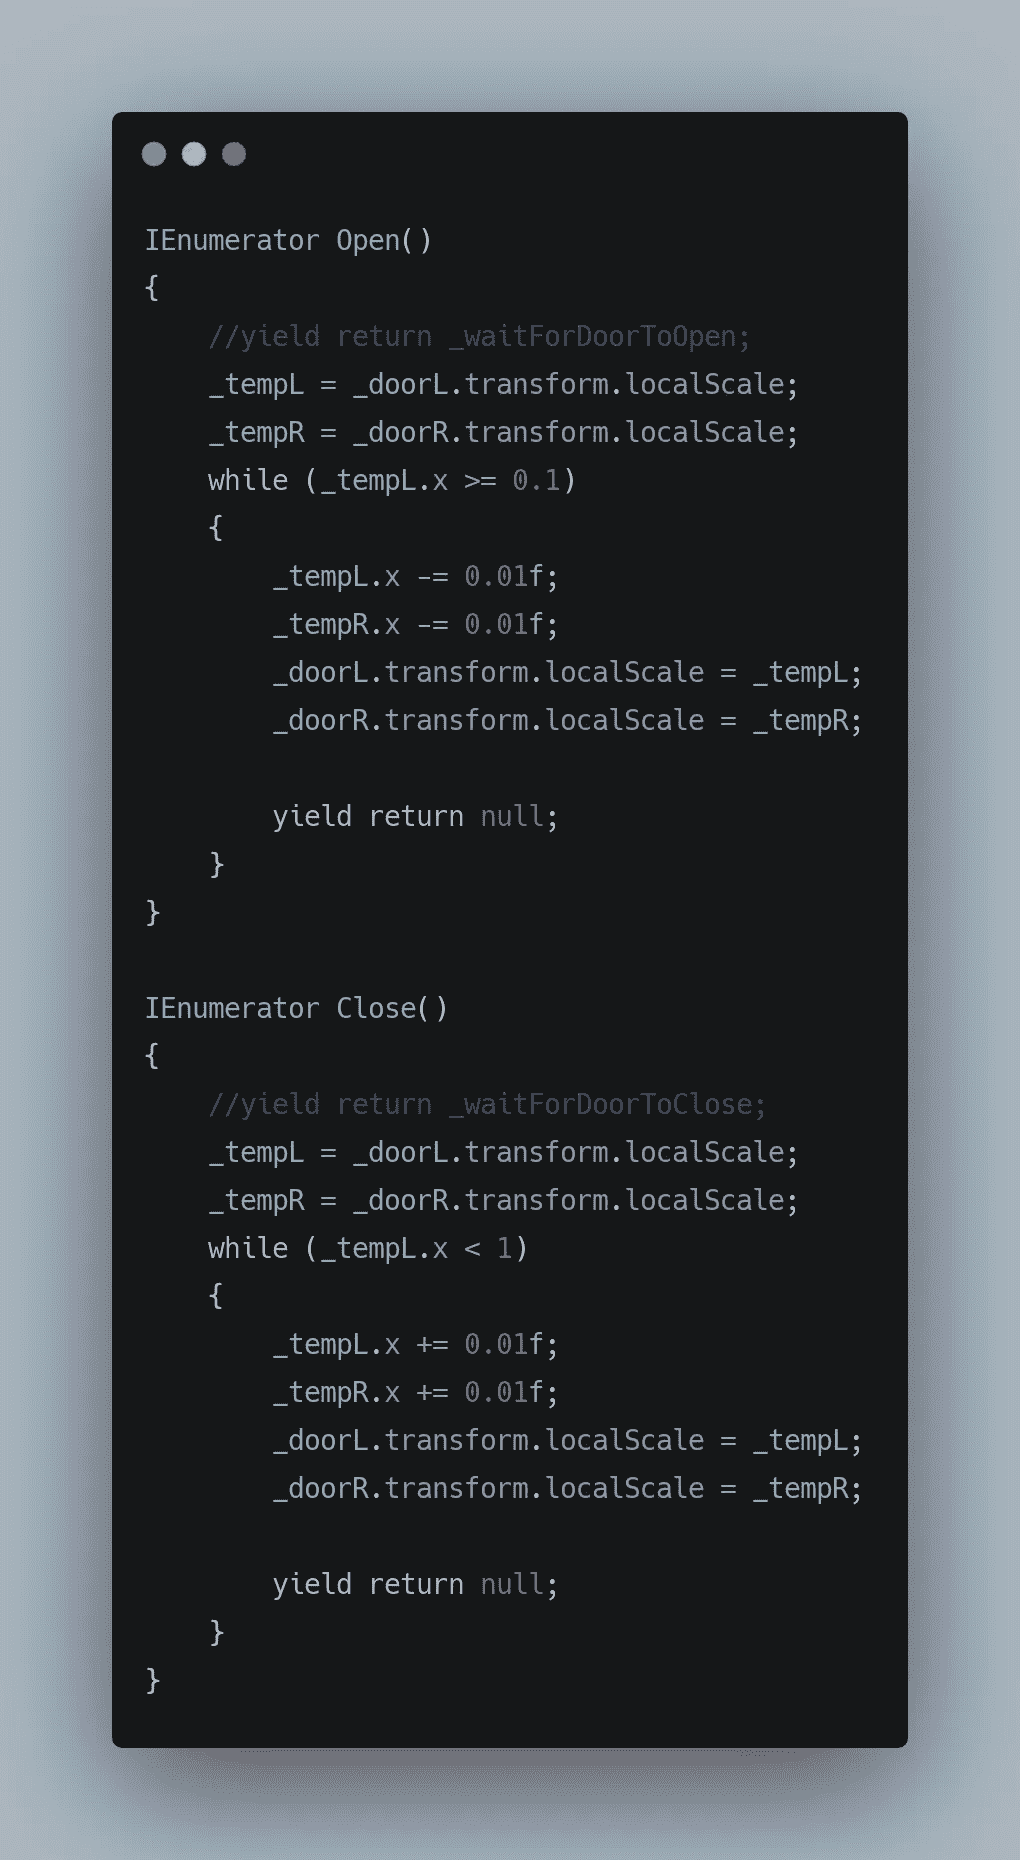 IEnumerator Open()
{
    //yield return _waitForDoorToOpen;
    _tempL = _doorL.transform.localScale;
    _tempR = _doorR.transform.localScale;
    while (_tempL.x >= 0.1)
    {
        _tempL.x -= 0.01f;
        _tempR.x -= 0.01f;
        _doorL.transform.localScale = _tempL;
        _doorR.transform.localScale = _tempR;

        yield return null;
    }
}

IEnumerator Close()
{
    //yield return _waitForDoorToClose;
    _tempL = _doorL.transform.localScale;
    _tempR = _doorR.transform.localScale;
    while (_tempL.x < 1)
    {
        _tempL.x += 0.01f;
        _tempR.x += 0.01f;
        _doorL.transform.localScale = _tempL;
        _doorR.transform.localScale = _tempR;

        yield return null;
    }
}